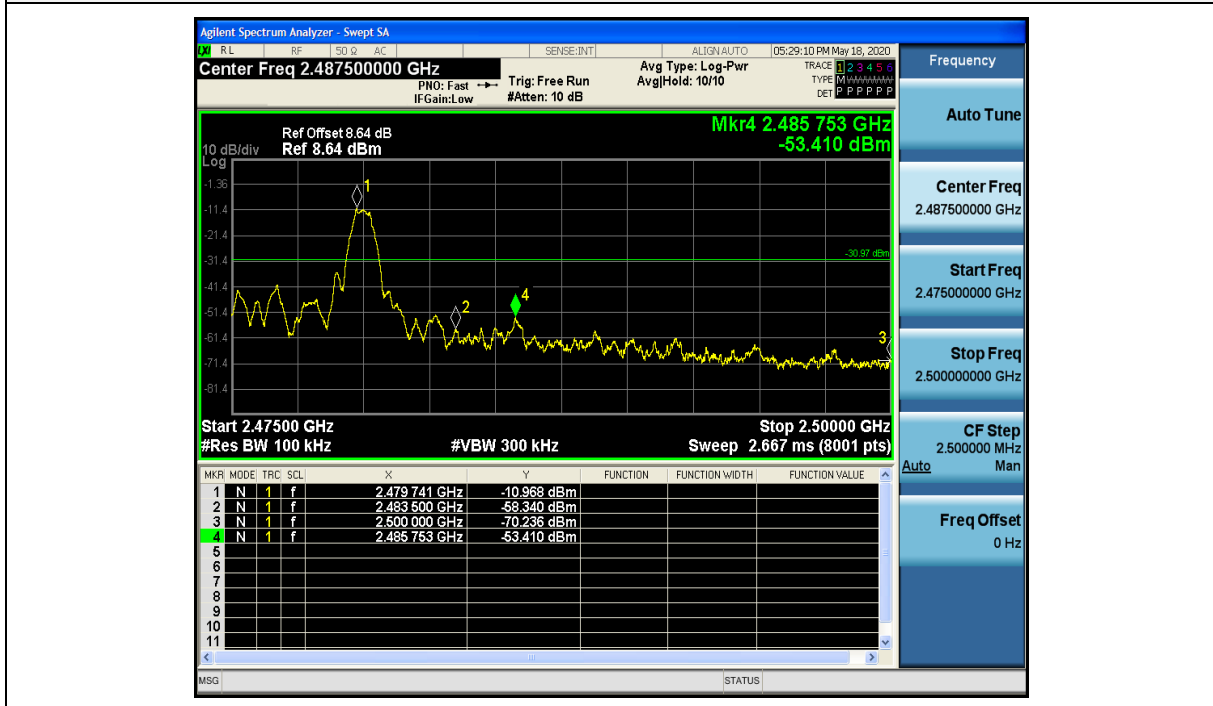 Agilent Spectrum Analyzer - Swept SA
LXI RL RF 50 Ω AC SENSE:INT ALIGN AUTO 05:29:10 PM May 18, 2020
Center Freq 2.487500000 GHz
PNO: Fast
IFGain:Low
Trig: Free Run
#Atten: 10 dB
Avg Type: Log-Pwr
Avg|Hold: 10/10
TRACE 1 2 3 4 5 6
TYPE MWWWWW
DET P P P P P P
Mkr4 2.485 753 GHz
-53.410 dBm
Ref Offset 8.64 dB
10 dB/div Ref 8.64 dBm
Log
-1.36
-11.4
-21.4
-31.4
-41.4
-51.4
-61.4
-71.4
-81.4
1
2
4
3
-30.97 dBm
Start 2.47500 GHz Stop 2.50000 GHz
#Res BW 100 kHz #VBW 300 kHz Sweep 2.667 ms (8001 pts)
MKR MODE TRC SCL X Y FUNCTION FUNCTION WIDTH FUNCTION VALUE
1 N 1 f 2.479 741 GHz -10.968 dBm
2 N 1 f 2.483 500 GHz -58.340 dBm
3 N 1 f 2.500 000 GHz -70.236 dBm
4 N 1 f 2.485 753 GHz -53.410 dBm
5
6
7
8
9
10
11
MSG STATUS
Frequency
Auto Tune
Center Freq
2.487500000 GHz
Start Freq
2.475000000 GHz
Stop Freq
2.500000000 GHz
CF Step
2.500000 MHz
Auto Man
Freq Offset
0 Hz